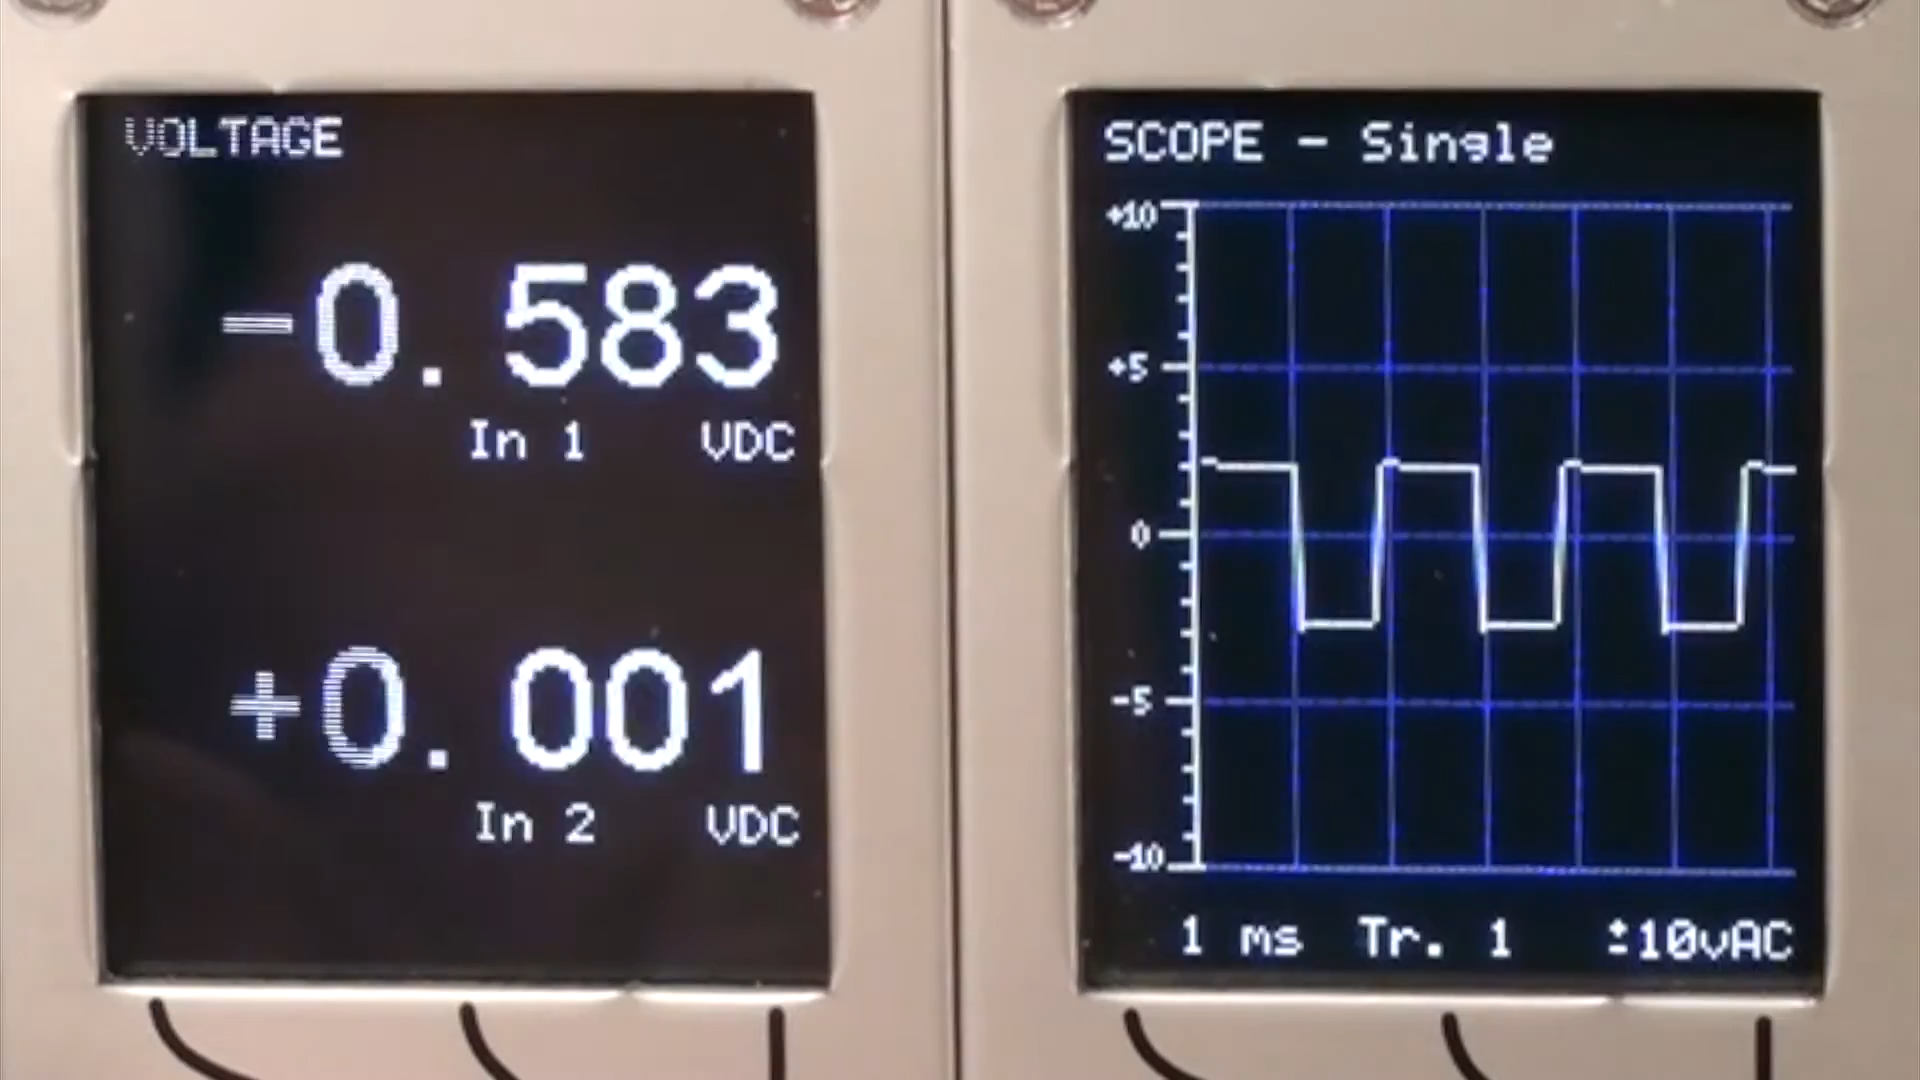 VOLTAGE
-0.583
In 1 VDC
+0.001
In 2 VDC
SCOPE - Single
+10
+5
0
-5
-10
1 ms Tr. 1 ±10vAC